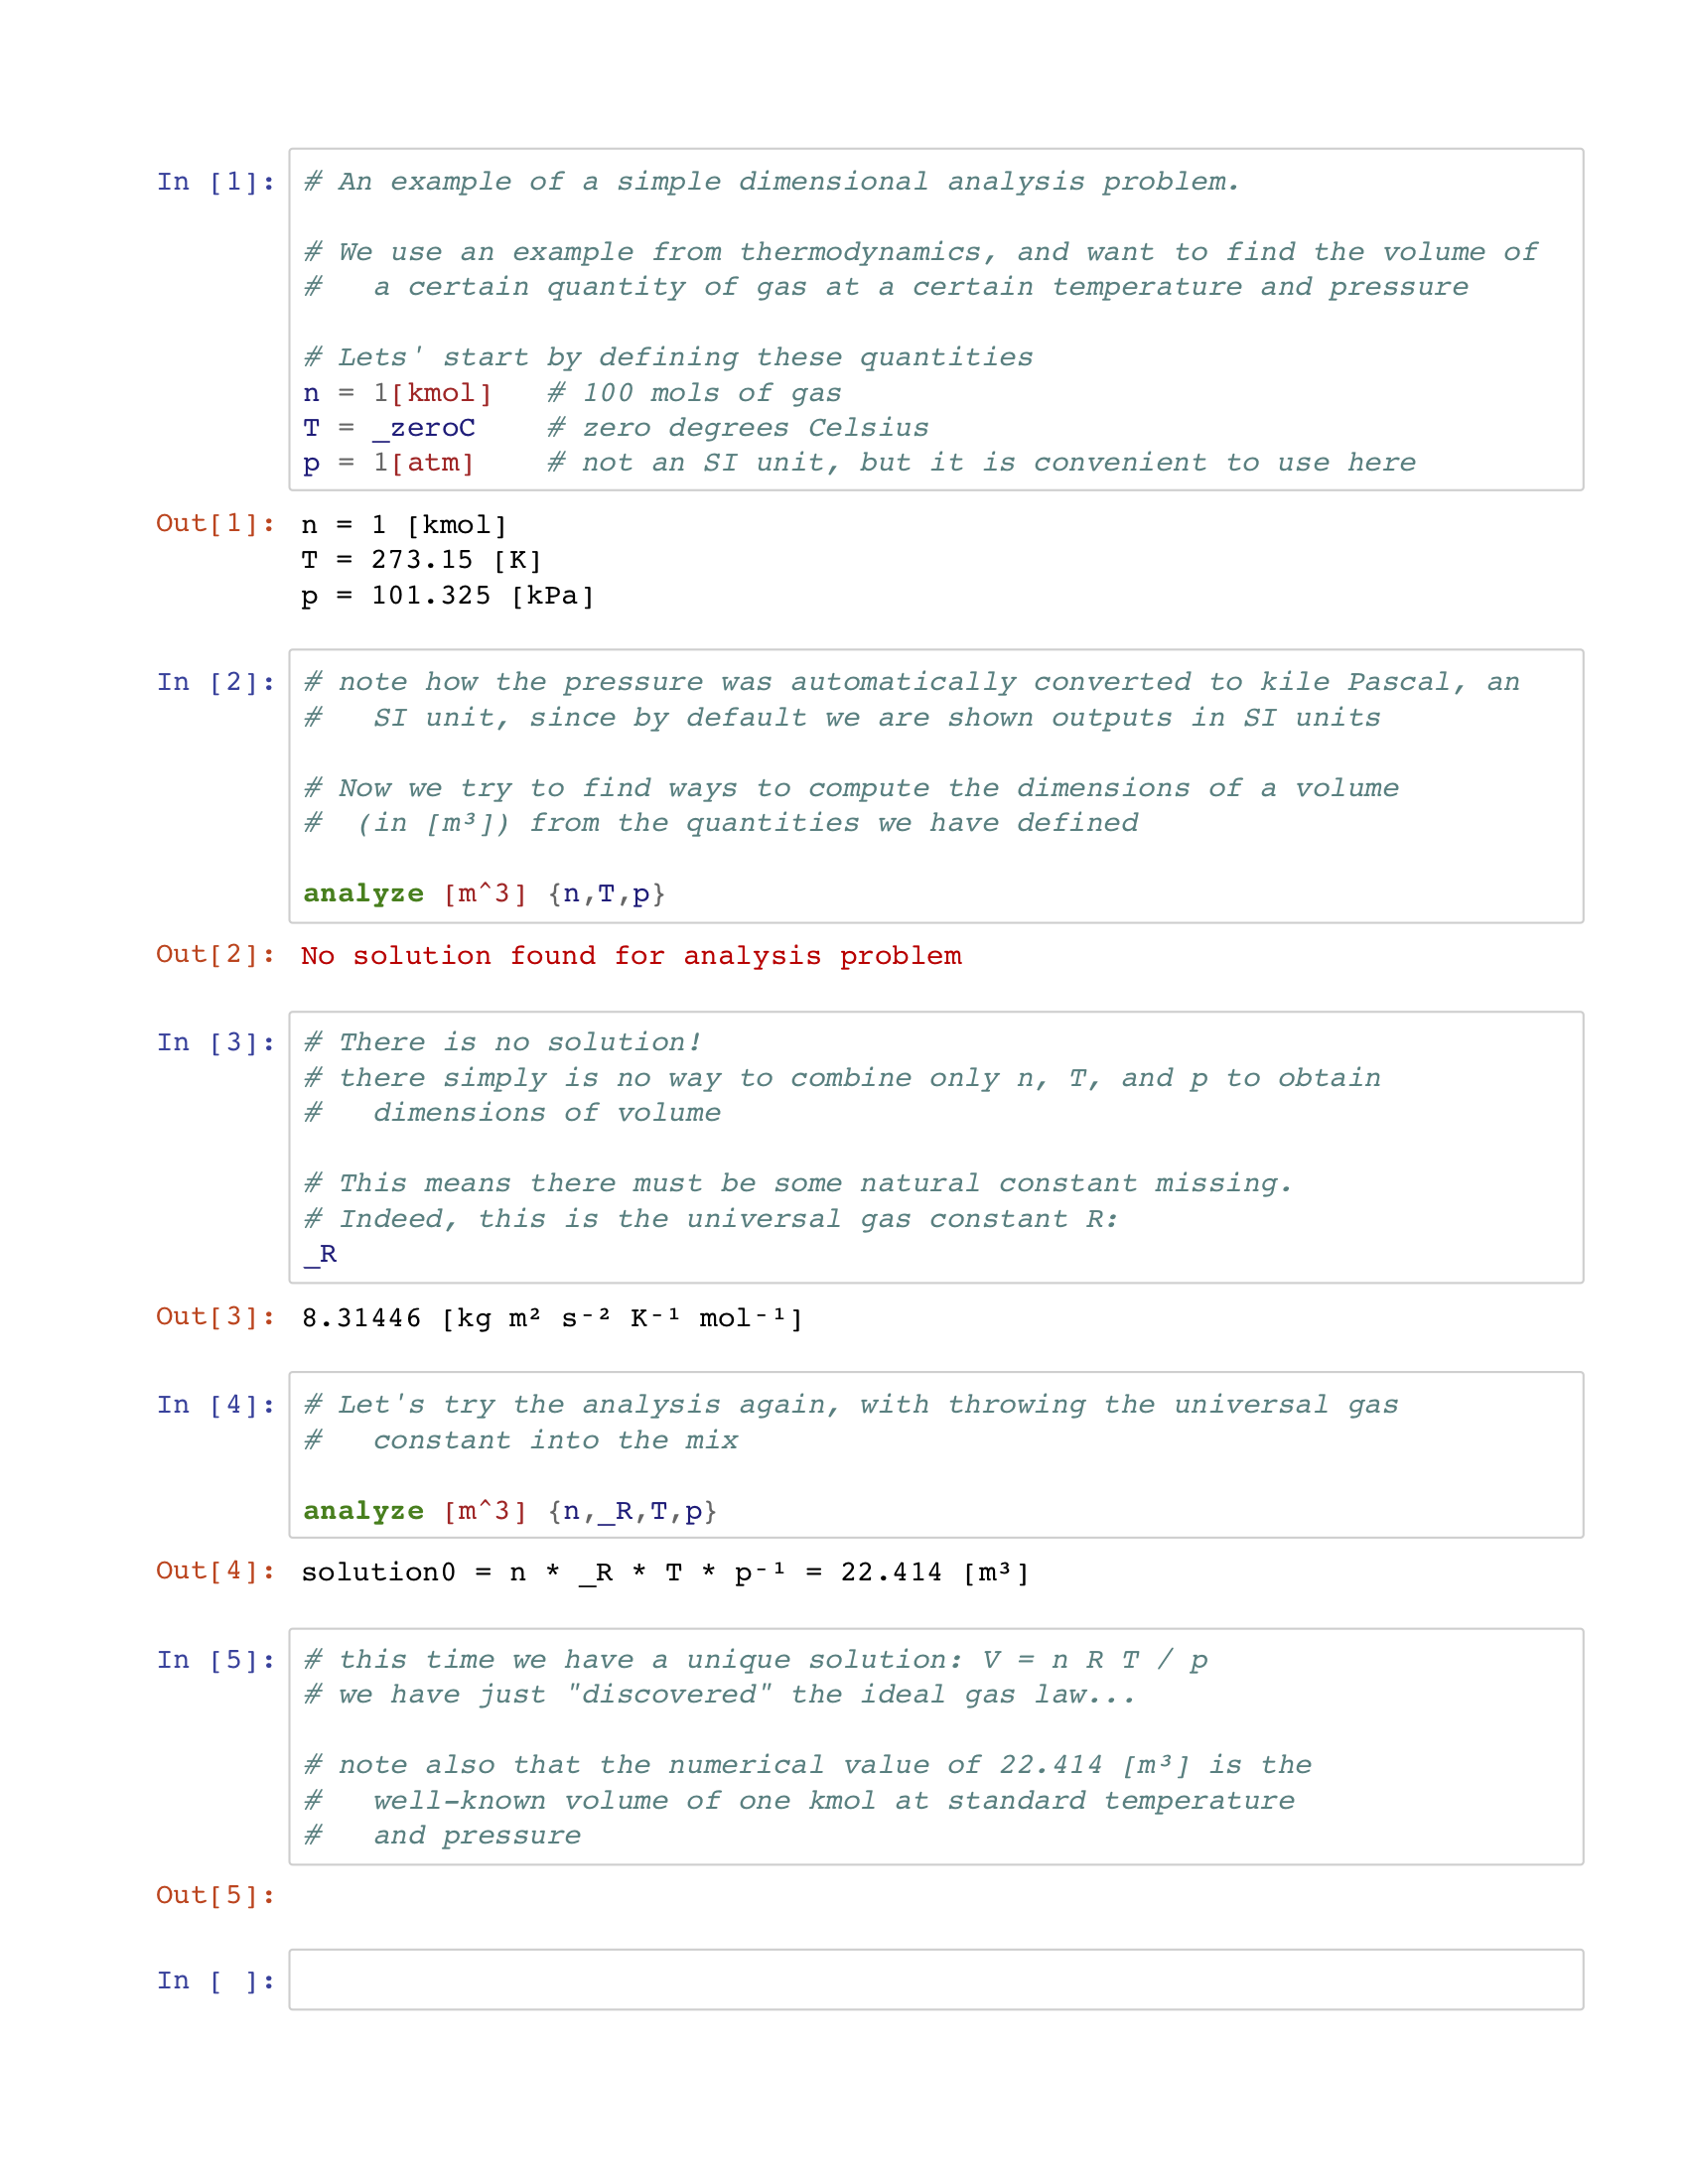 In [1]: # An example of a simple dimensional analysis problem.
# We use an example from thermodynamics, and want to find the volume of
#   a certain quantity of gas at a certain temperature and pressure
# Lets' start by defining these quantities
n = 1[kmol]   # 100 mols of gas
T = _zeroC    # zero degrees Celsius
p = 1[atm]    # not an SI unit, but it is convenient to use here
Out[1]: n = 1 [kmol]
T = 273.15 [K]
p = 101.325 [kPa]
In [2]: # note how the pressure was automatically converted to kile Pascal, an
#   SI unit, since by default we are shown outputs in SI units
# Now we try to find ways to compute the dimensions of a volume
#  (in [m³]) from the quantities we have defined
analyze [m^3] {n,T,p}
Out[2]: No solution found for analysis problem
In [3]: # There is no solution!
# there simply is no way to combine only n, T, and p to obtain
#   dimensions of volume
# This means there must be some natural constant missing.
# Indeed, this is the universal gas constant R:
_R
Out[3]: 8.31446 [kg m² s⁻² K⁻¹ mol⁻¹]
In [4]: # Let's try the analysis again, with throwing the universal gas
#   constant into the mix
analyze [m^3] {n,_R,T,p}
Out[4]: solution0 = n * _R * T * p⁻¹ = 22.414 [m³]
In [5]: # this time we have a unique solution: V = n R T / p
# we have just "discovered" the ideal gas law...
# note also that the numerical value of 22.414 [m³] is the
#   well-known volume of one kmol at standard temperature
#   and pressure
Out[5]:
In [ ]: